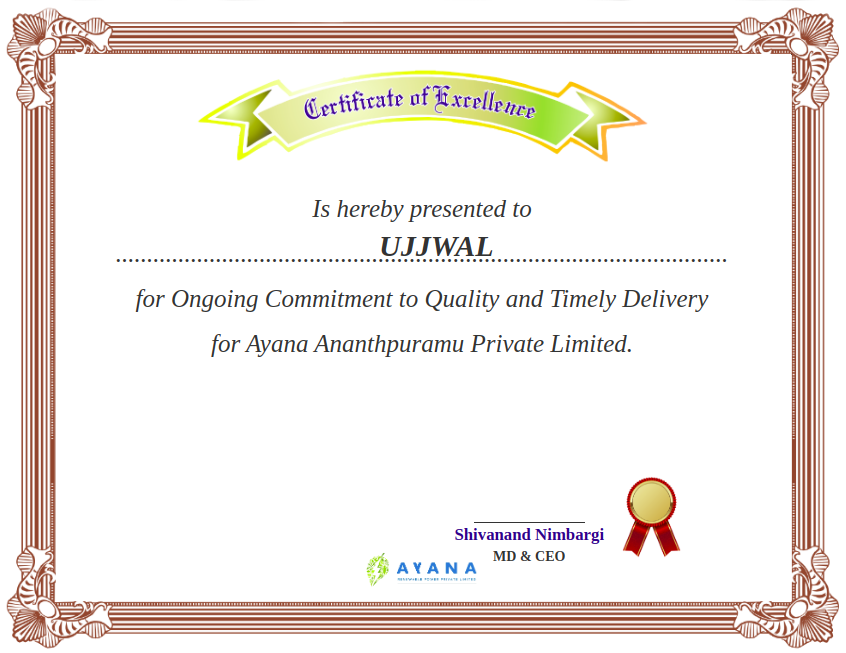 Certificate of Excellence
Is hereby presented to
UJJWAL
for Ongoing Commitment to Quality and Timely Delivery
for Ayana Ananthpuramu Private Limited.
Shivanand Nimbargi
MD & CEO
AYANA
RENEWABLE POWER PRIVATE LIMITED